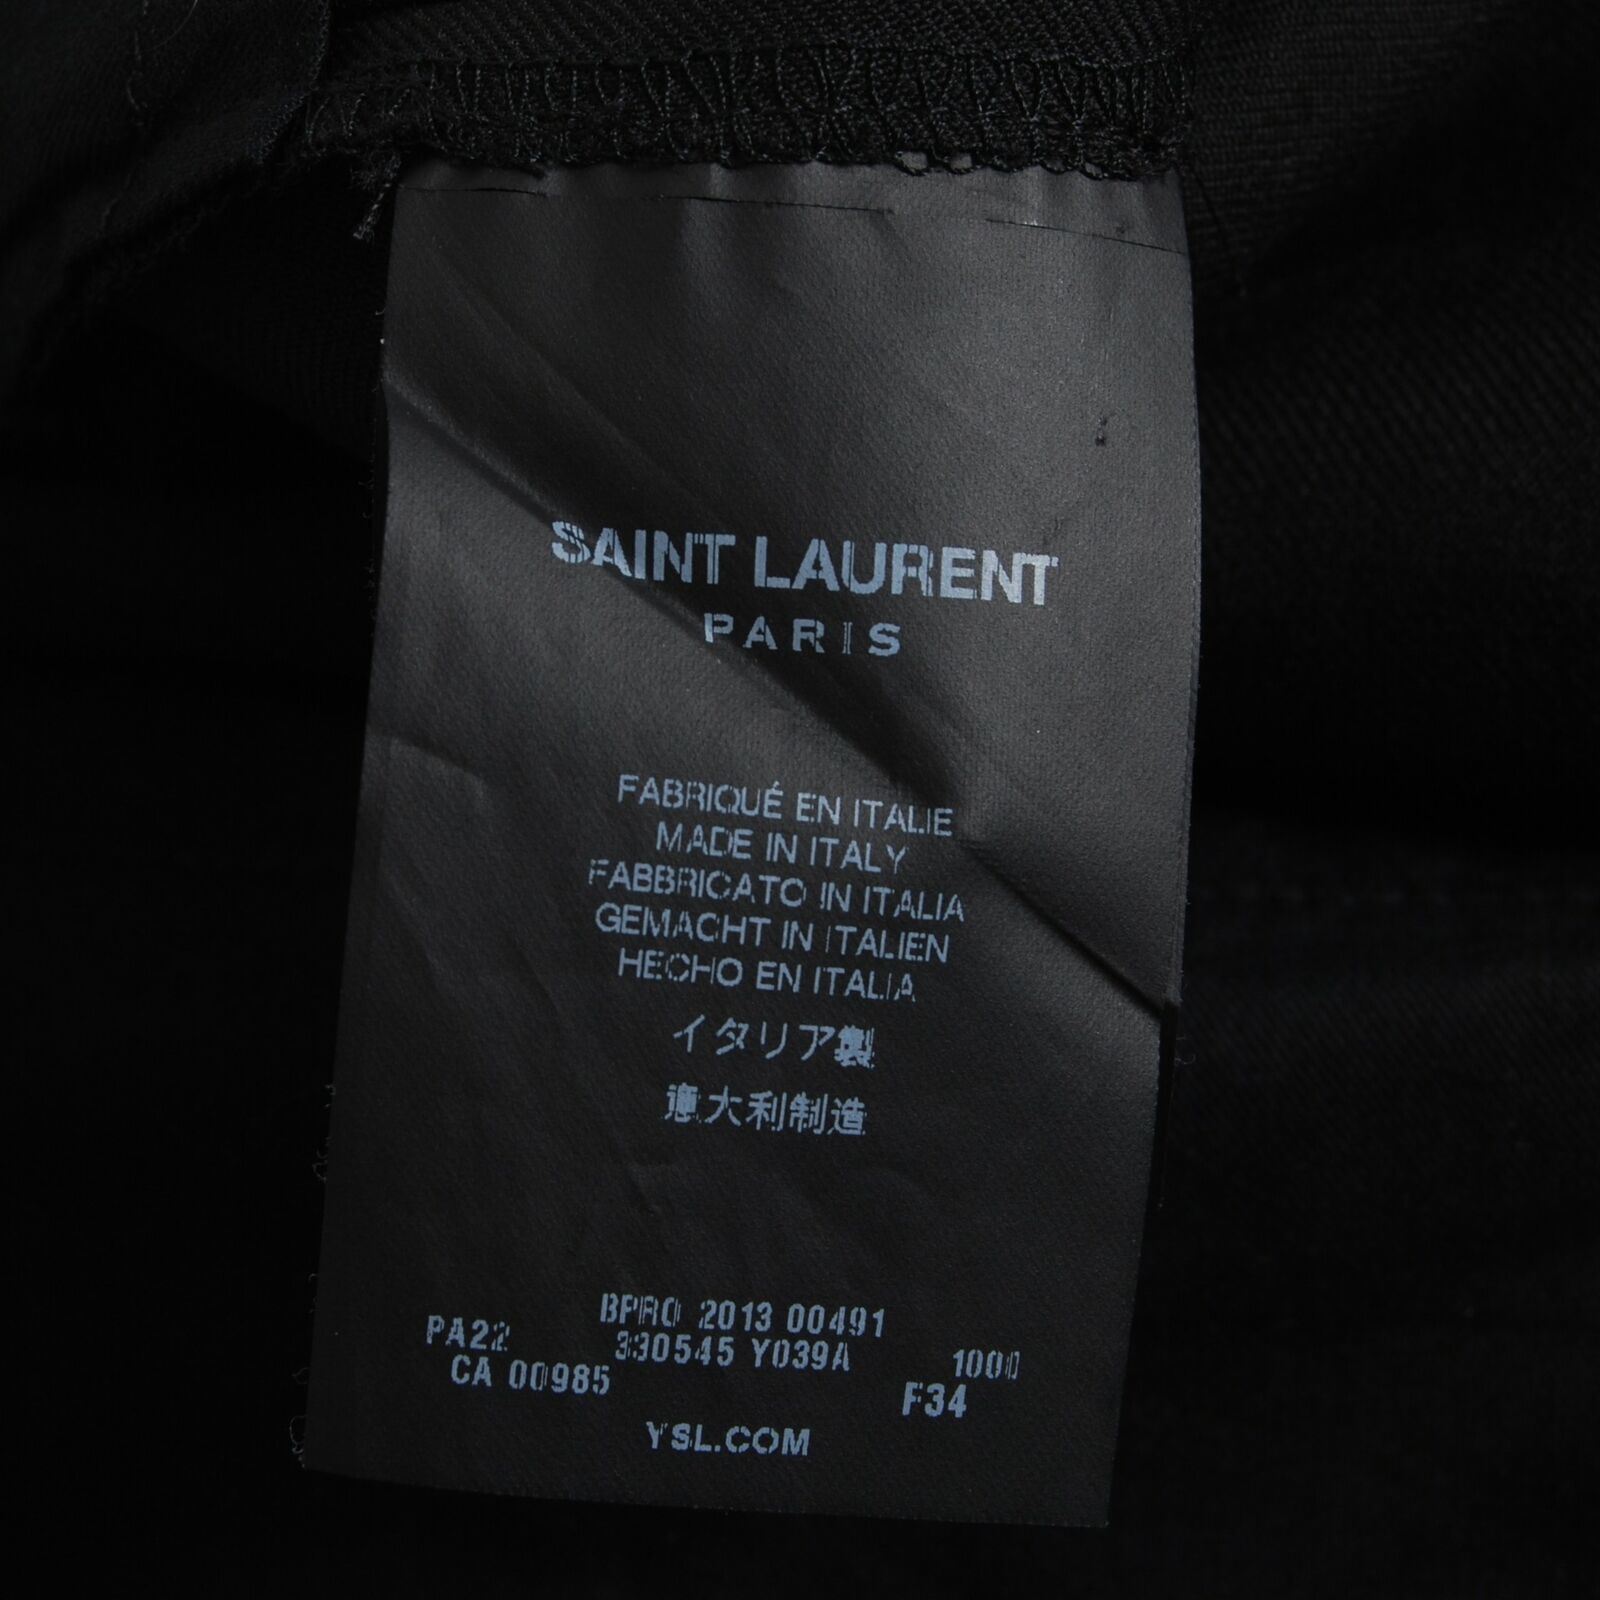 SAINT LAURENT
PARIS
FABRIQUÉ EN ITALIE
MADE IN ITALY
FABBRICATO IN ITALIA
GEMACHT IN ITALIEN
HECHO EN ITALIA
イタリア製
意大利制造
BPRO 2013 00491
PA22 330545 Y039A 1000
CA 00985 F34
YSL.COM